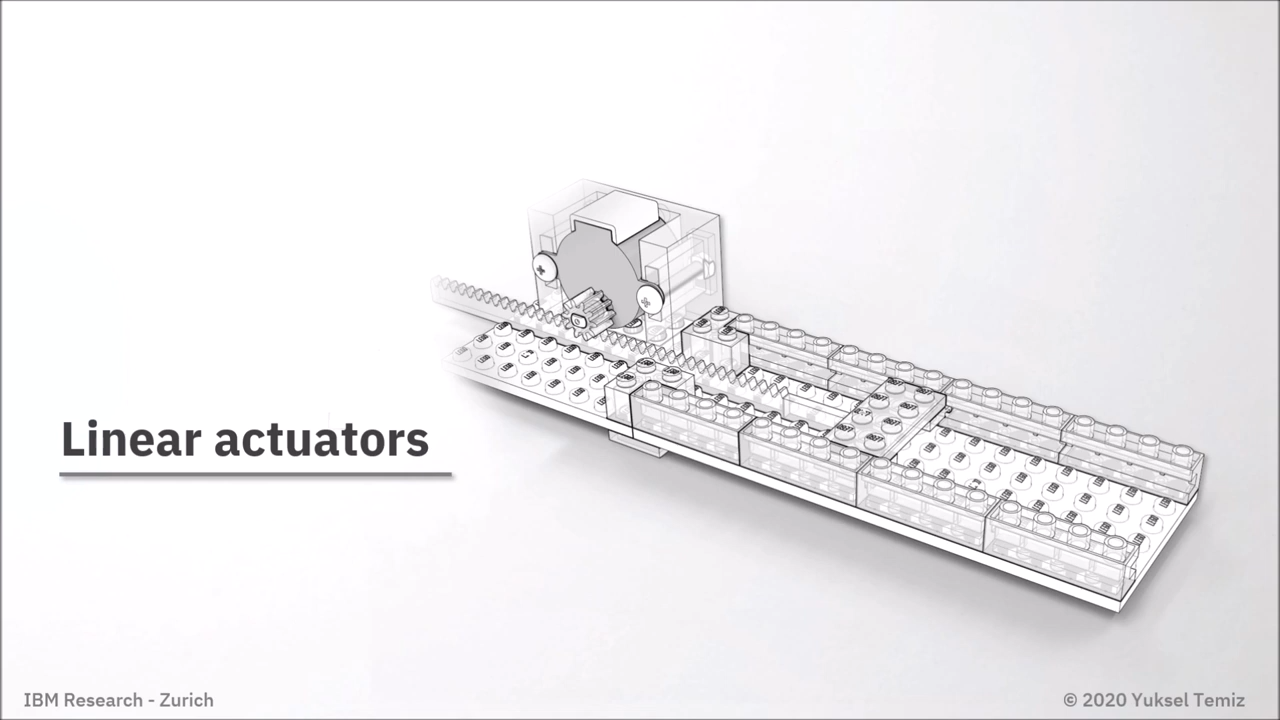 Linear actuators
IBM Research - Zurich
© 2020 Yuksel Temiz